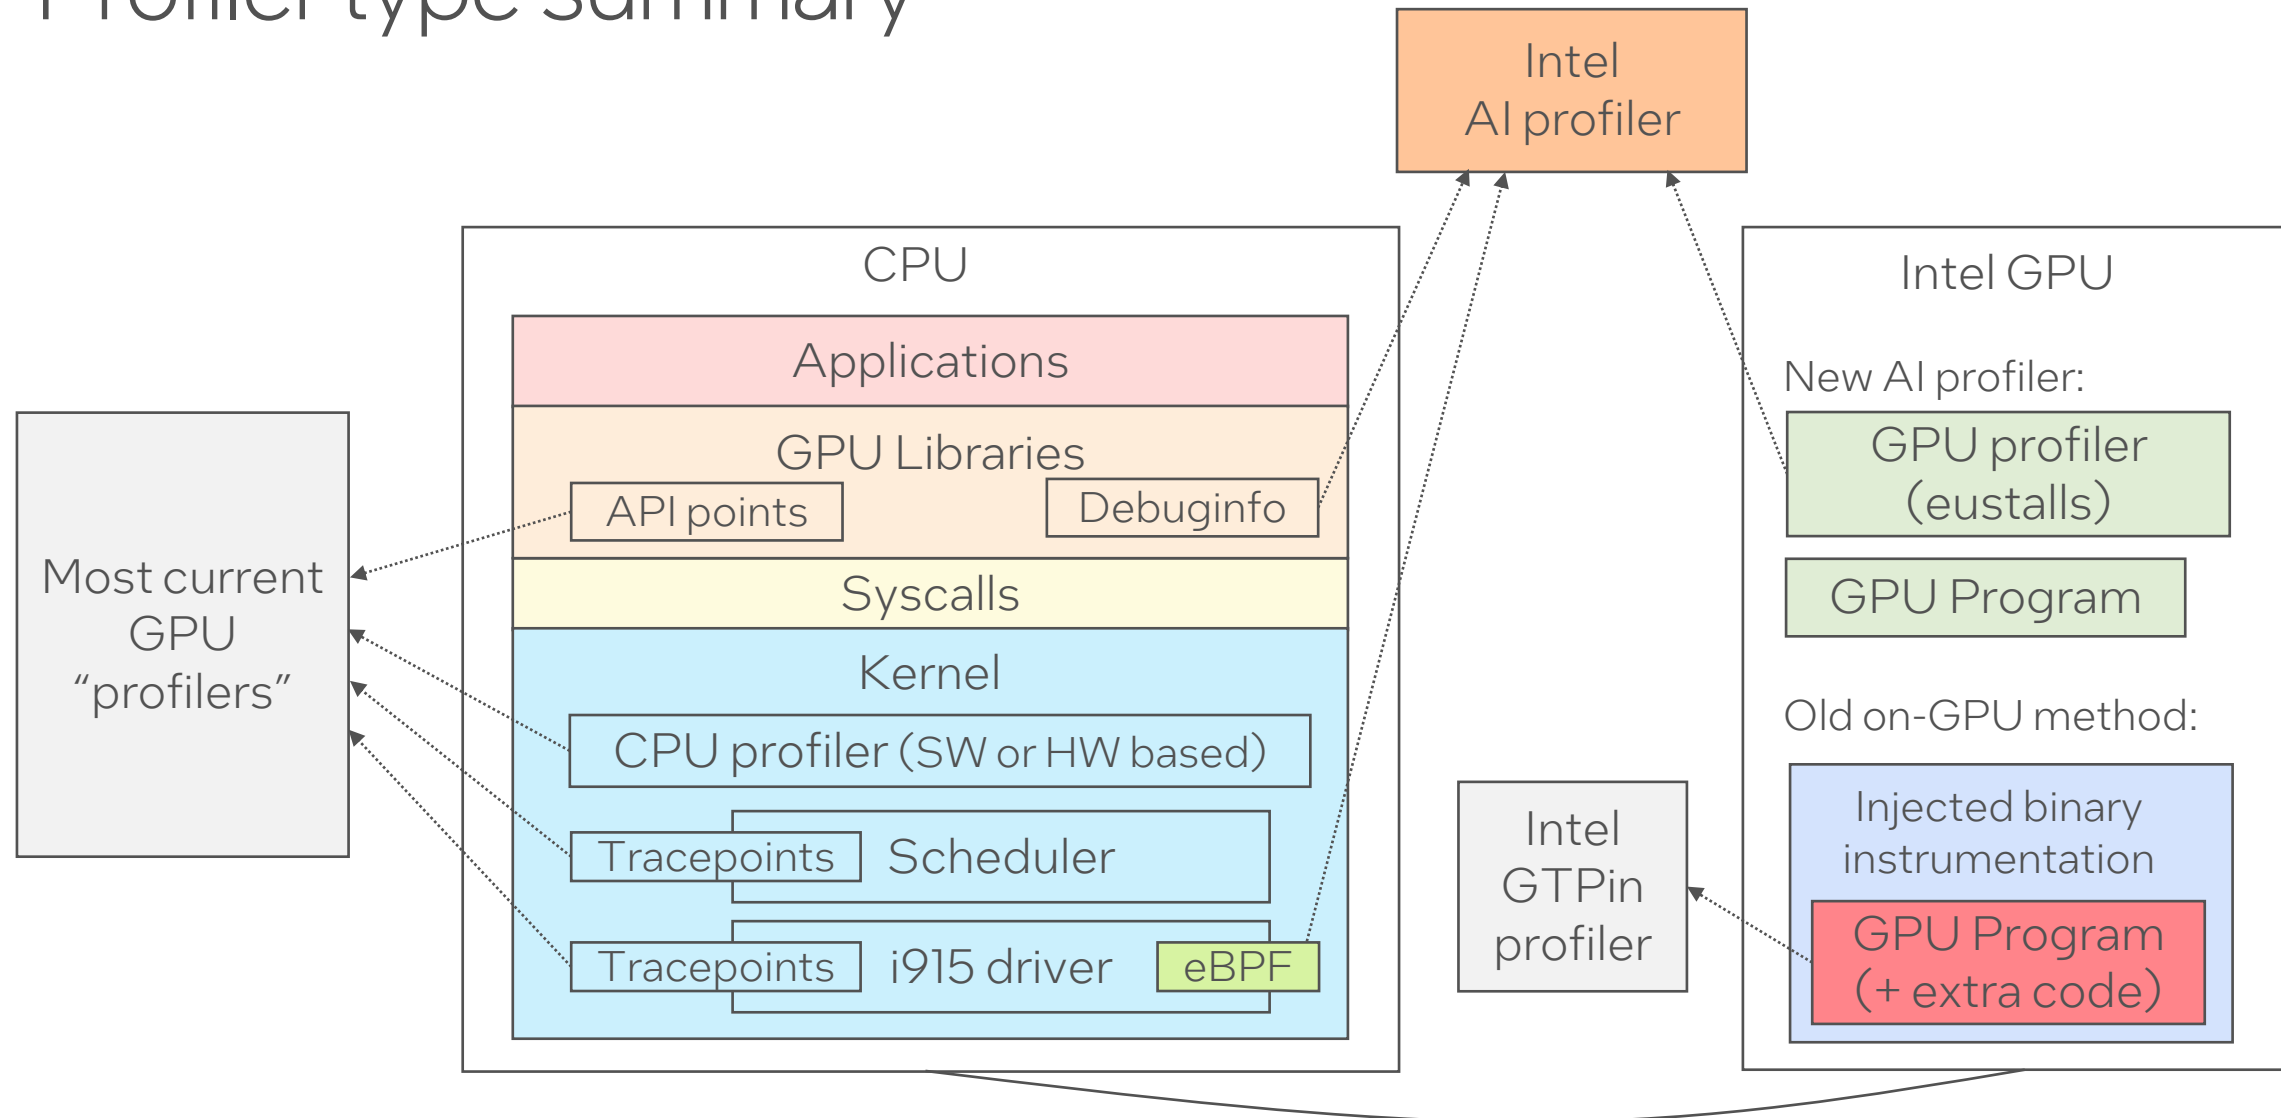 Profiler type summary
Intel
AI profiler
CPU
Applications
GPU Libraries
API points
Debuginfo
Syscalls
Kernel
CPU profiler (SW or HW based)
Tracepoints
Scheduler
Tracepoints
i915 driver
eBPF
Most current
GPU
“profilers”
Intel GPU
New AI profiler:
GPU profiler
(eustalls)
GPU Program
Old on-GPU method:
Injected binary
instrumentation
GPU Program
(+ extra code)
Intel
GTPin
profiler